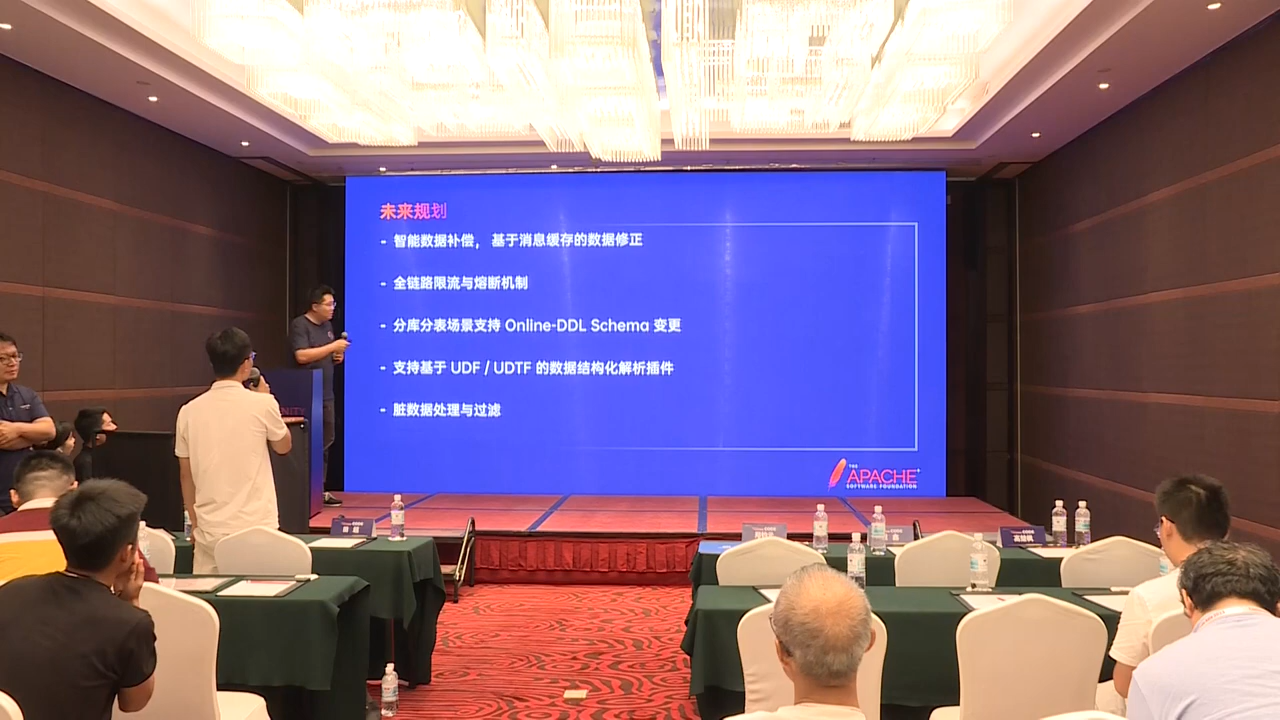 未来规划
- 智能数据补偿， 基于消息缓存的数据修正
- 全链路限流与熔断机制
- 分库分表场景支持 Online-DDL Schema 变更
- 支持基于 UDF / UDTF 的数据结构化解析插件
- 脏数据处理与过滤
THE
APACHE
SOFTWARE FOUNDATION